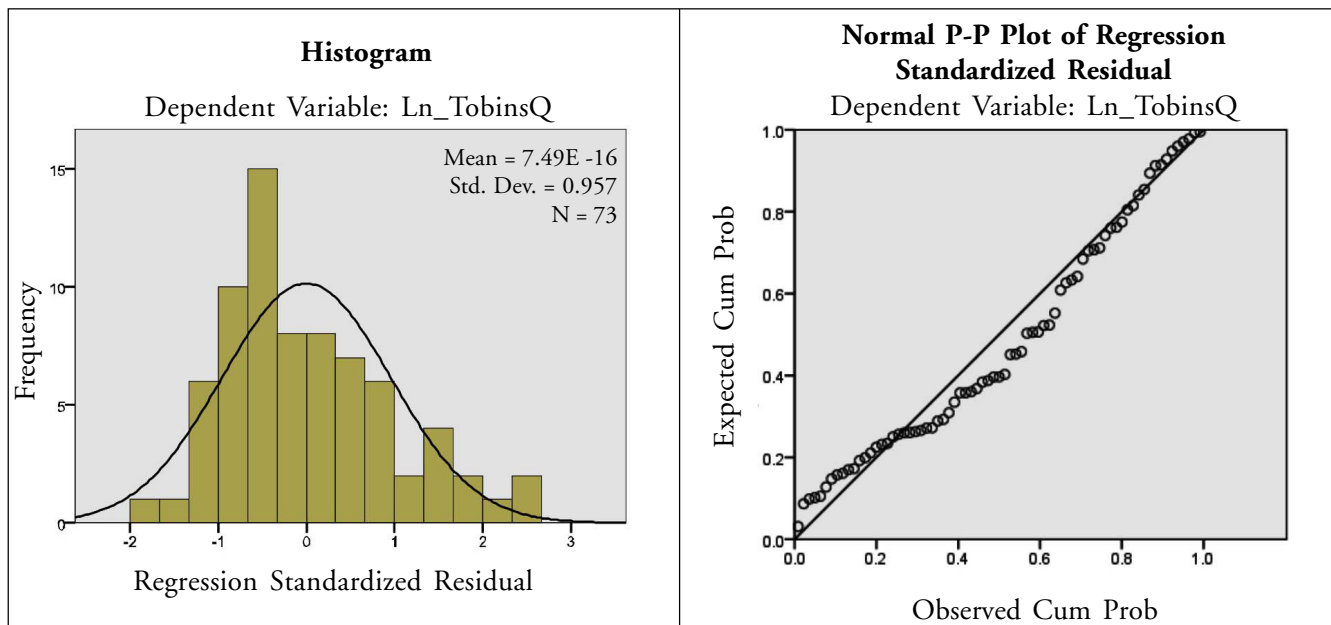 Histogram
Dependent Variable: Ln_TobinsQ
Mean = 7.49E -16
Std. Dev. = 0.957
N = 73
Frequency
15
10
5
0
-2 -1 0 1 2 3
Regression Standardized Residual
Normal P-P Plot of Regression
Standardized Residual
Dependent Variable: Ln_TobinsQ
Expected Cum Prob
1.0
0.8
0.6
0.4
0.2
0.0
0.0 0.2 0.4 0.6 0.8 1.0
Observed Cum Prob